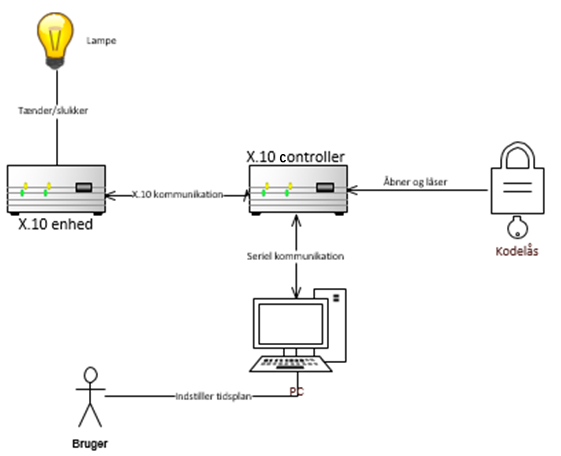 Lampe
Tænder/slukker
X.10 controller
Åbner og låser
X.10 kommunikation
X.10 enhed
Kodelås
Seriel kommunikation
PC
Indstiller tidsplan
Bruger